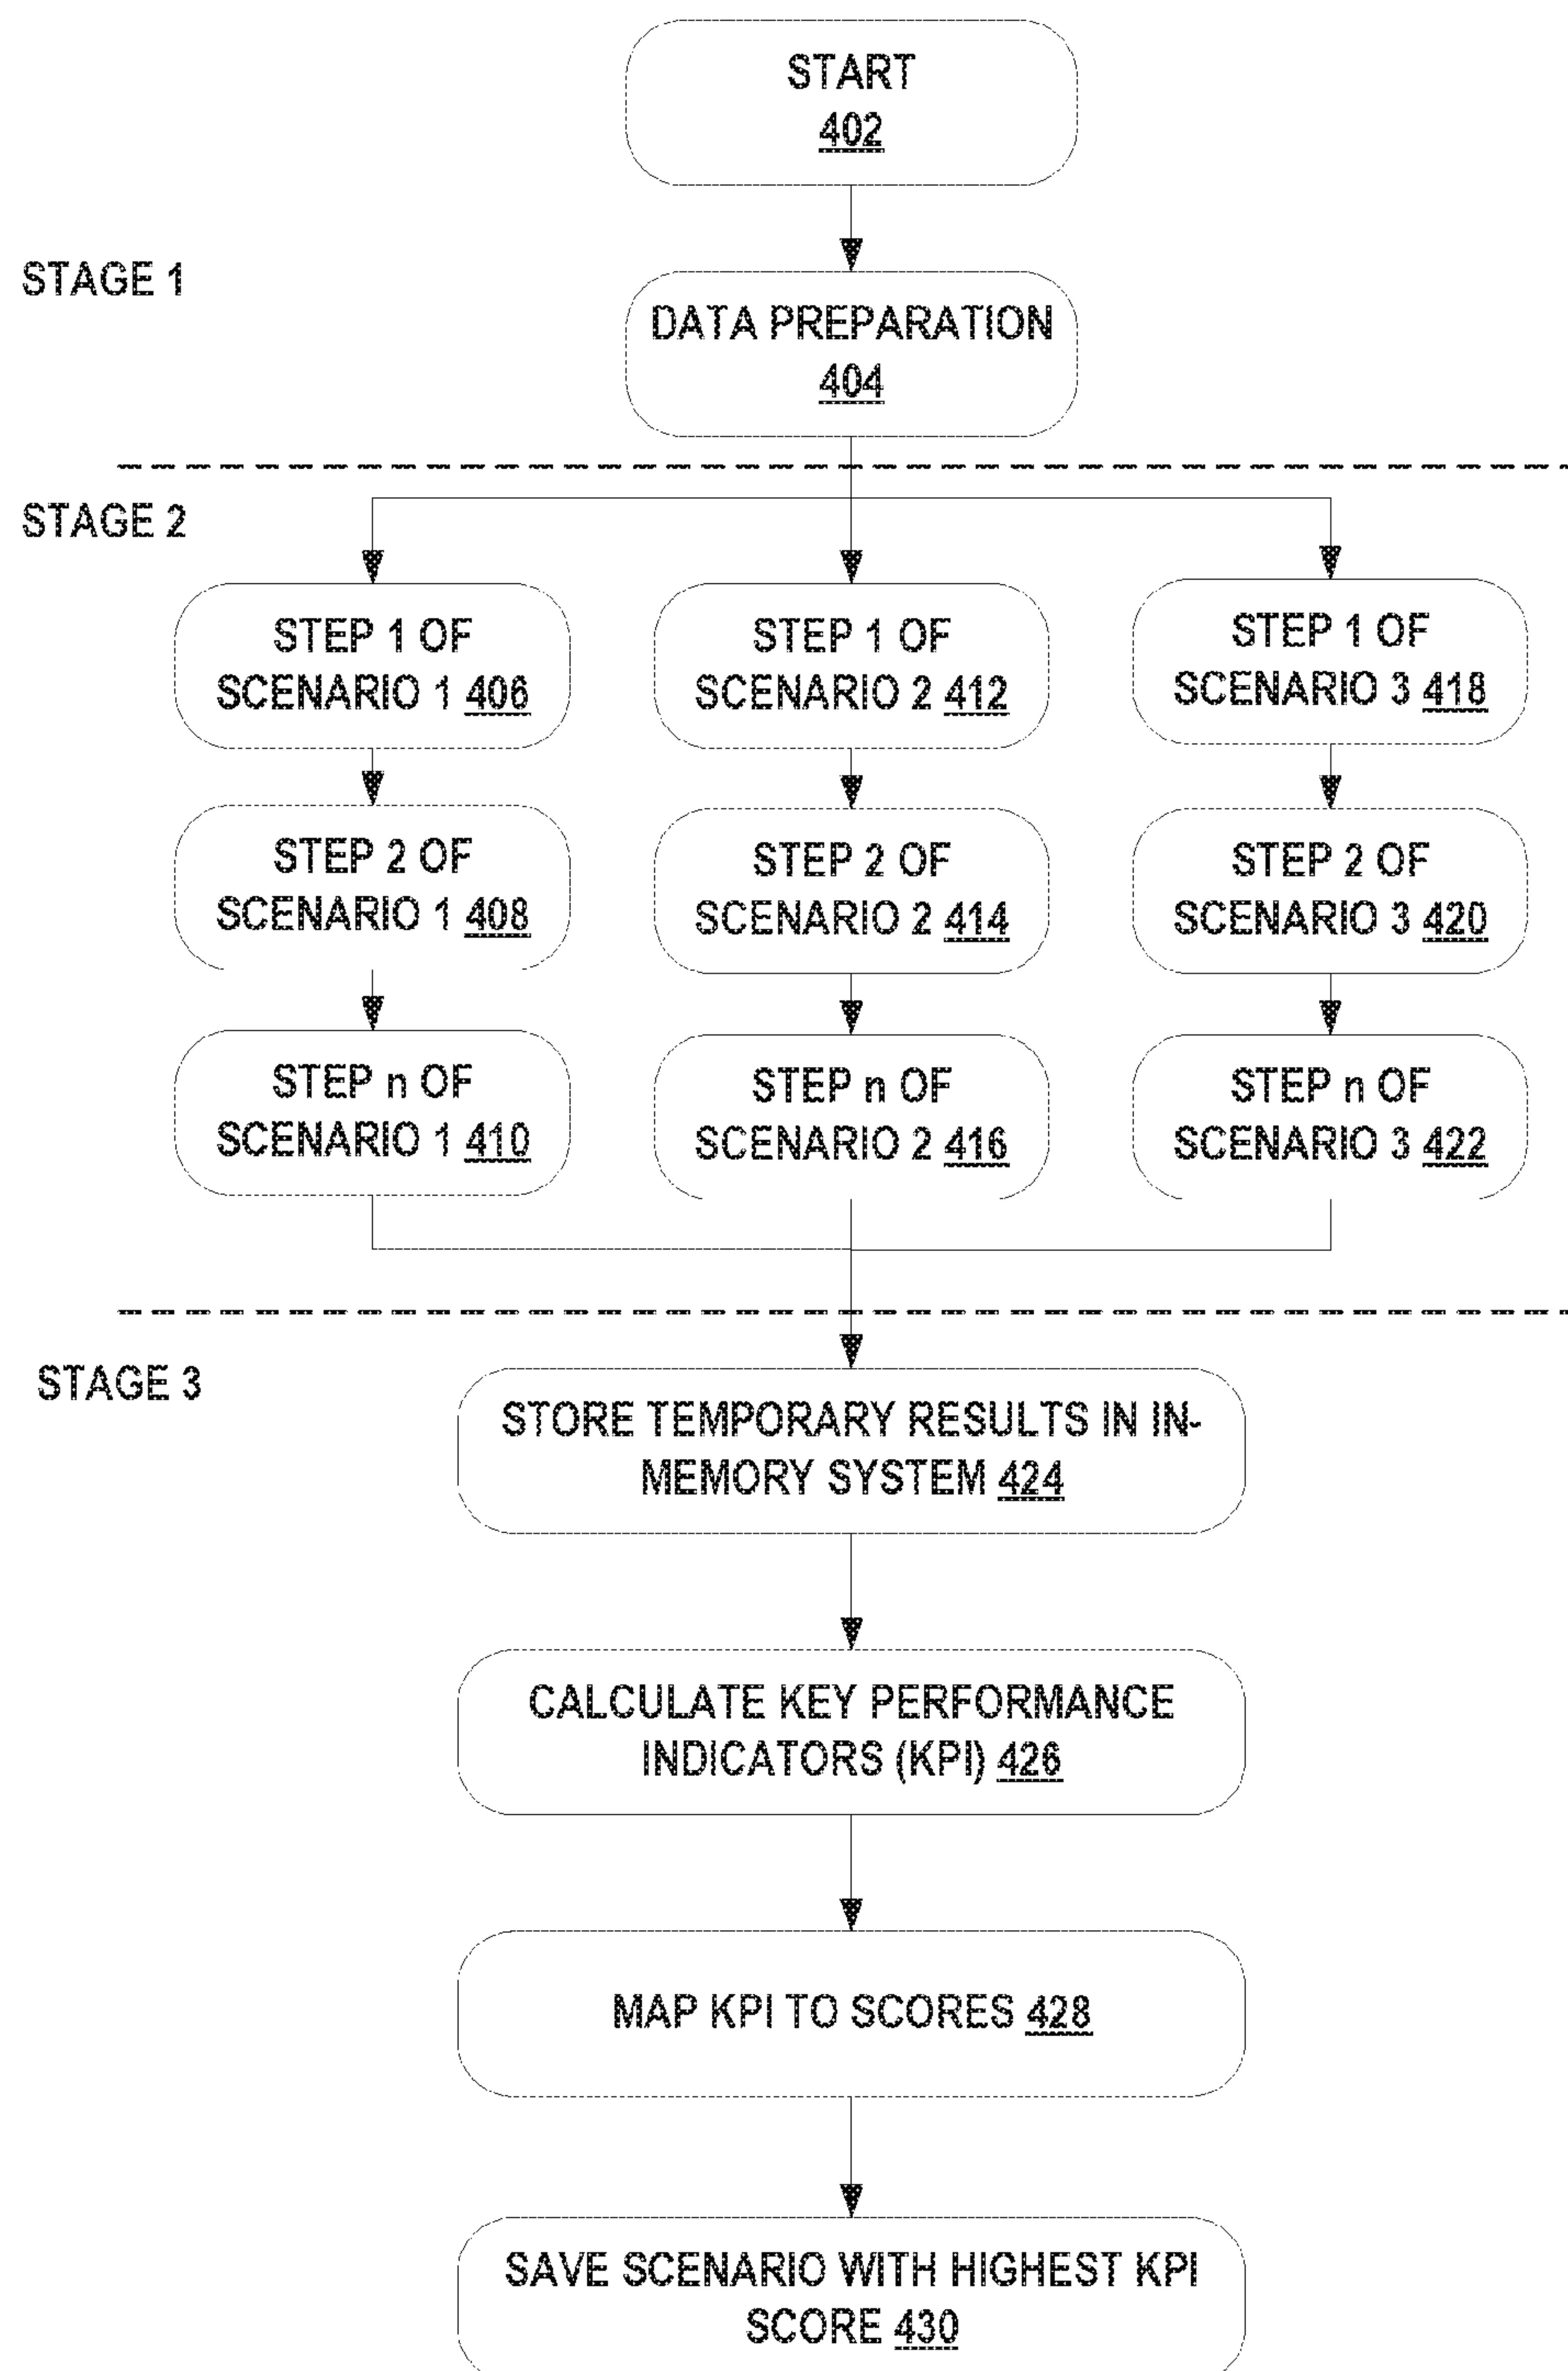 START
402
STAGE 1
DATA PREPARATION
404
STAGE 2
STEP 1 OF
SCENARIO 1 406
STEP 1 OF
SCENARIO 2 412
STEP 1 OF
SCENARIO 3 418
STEP 2 OF
SCENARIO 1 408
STEP 2 OF
SCENARIO 2 414
STEP 2 OF
SCENARIO 3 420
STEP n OF
SCENARIO 1 410
STEP n OF
SCENARIO 2 416
STEP n OF
SCENARIO 3 422
STAGE 3
STORE TEMPORARY RESULTS IN IN-
MEMORY SYSTEM 424
CALCULATE KEY PERFORMANCE
INDICATORS (KPI) 426
MAP KPI TO SCORES 428
SAVE SCENARIO WITH HIGHEST KPI
SCORE 430